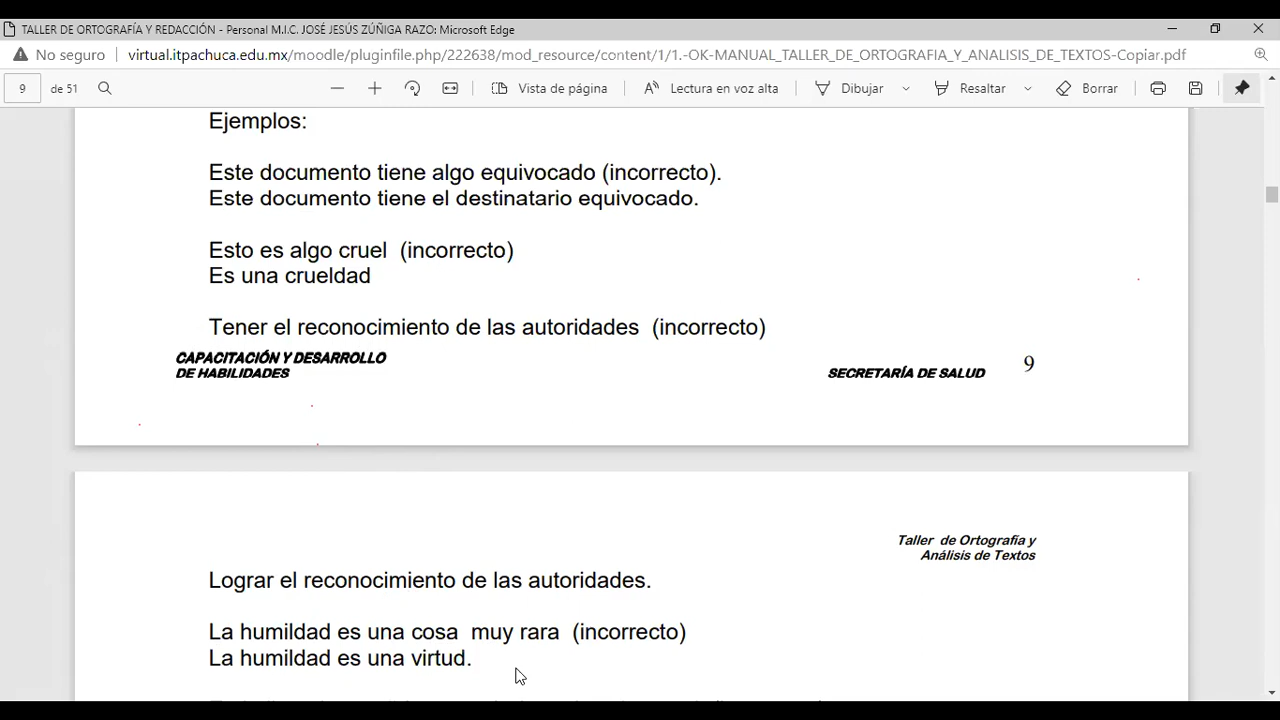 TALLER DE ORTOGRAFÍA Y REDACCIÓN - Personal M.I.C. JOSÉ JESÚS ZÚÑIGA RAZO: Microsoft Edge
No seguro virtual.itpachuca.edu.mx/moodle/pluginfile.php/222638/mod_resource/content/1/1.-OK-MANUAL_TALLER_DE_ORTOGRAFIA_Y_ANALISIS_DE_TEXTOS-Copiar.pdf
9 de 51 Vista de página Lectura en voz alta Dibujar Resaltar Borrar
Ejemplos:
Este documento tiene algo equivocado (incorrecto).
Este documento tiene el destinatario equivocado.
Esto es algo cruel (incorrecto)
Es una crueldad
Tener el reconocimiento de las autoridades (incorrecto)
CAPACITACIÓN Y DESARROLLO
DE HABILIDADES
SECRETARÍA DE SALUD
9
Taller de Ortografía y
Análisis de Textos
Lograr el reconocimiento de las autoridades.
La humildad es una cosa muy rara (incorrecto)
La humildad es una virtud.